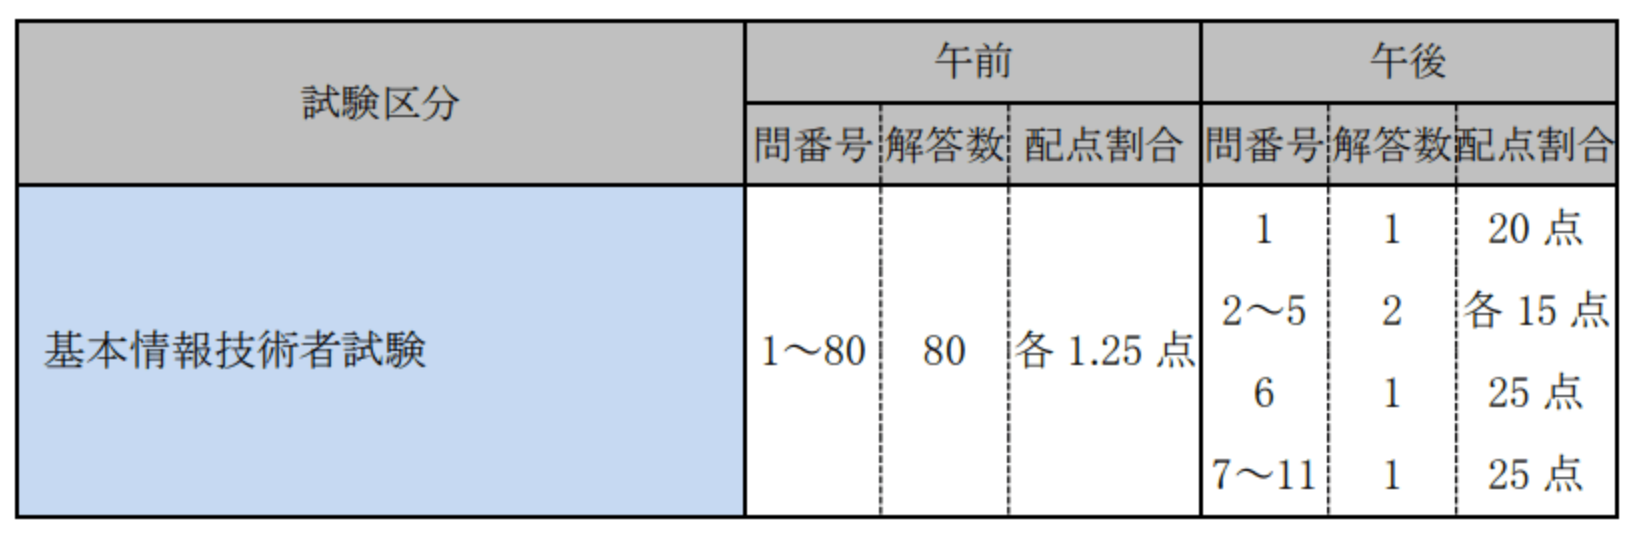 試験区分
午前
午後
問番号 解答数 配点割合 問番号 解答数 配点割合
基本情報技術者試験
1～80 80 各 1.25 点
1 1 20 点
2～5 2 各 15 点
6 1 25 点
7～11 1 25 点